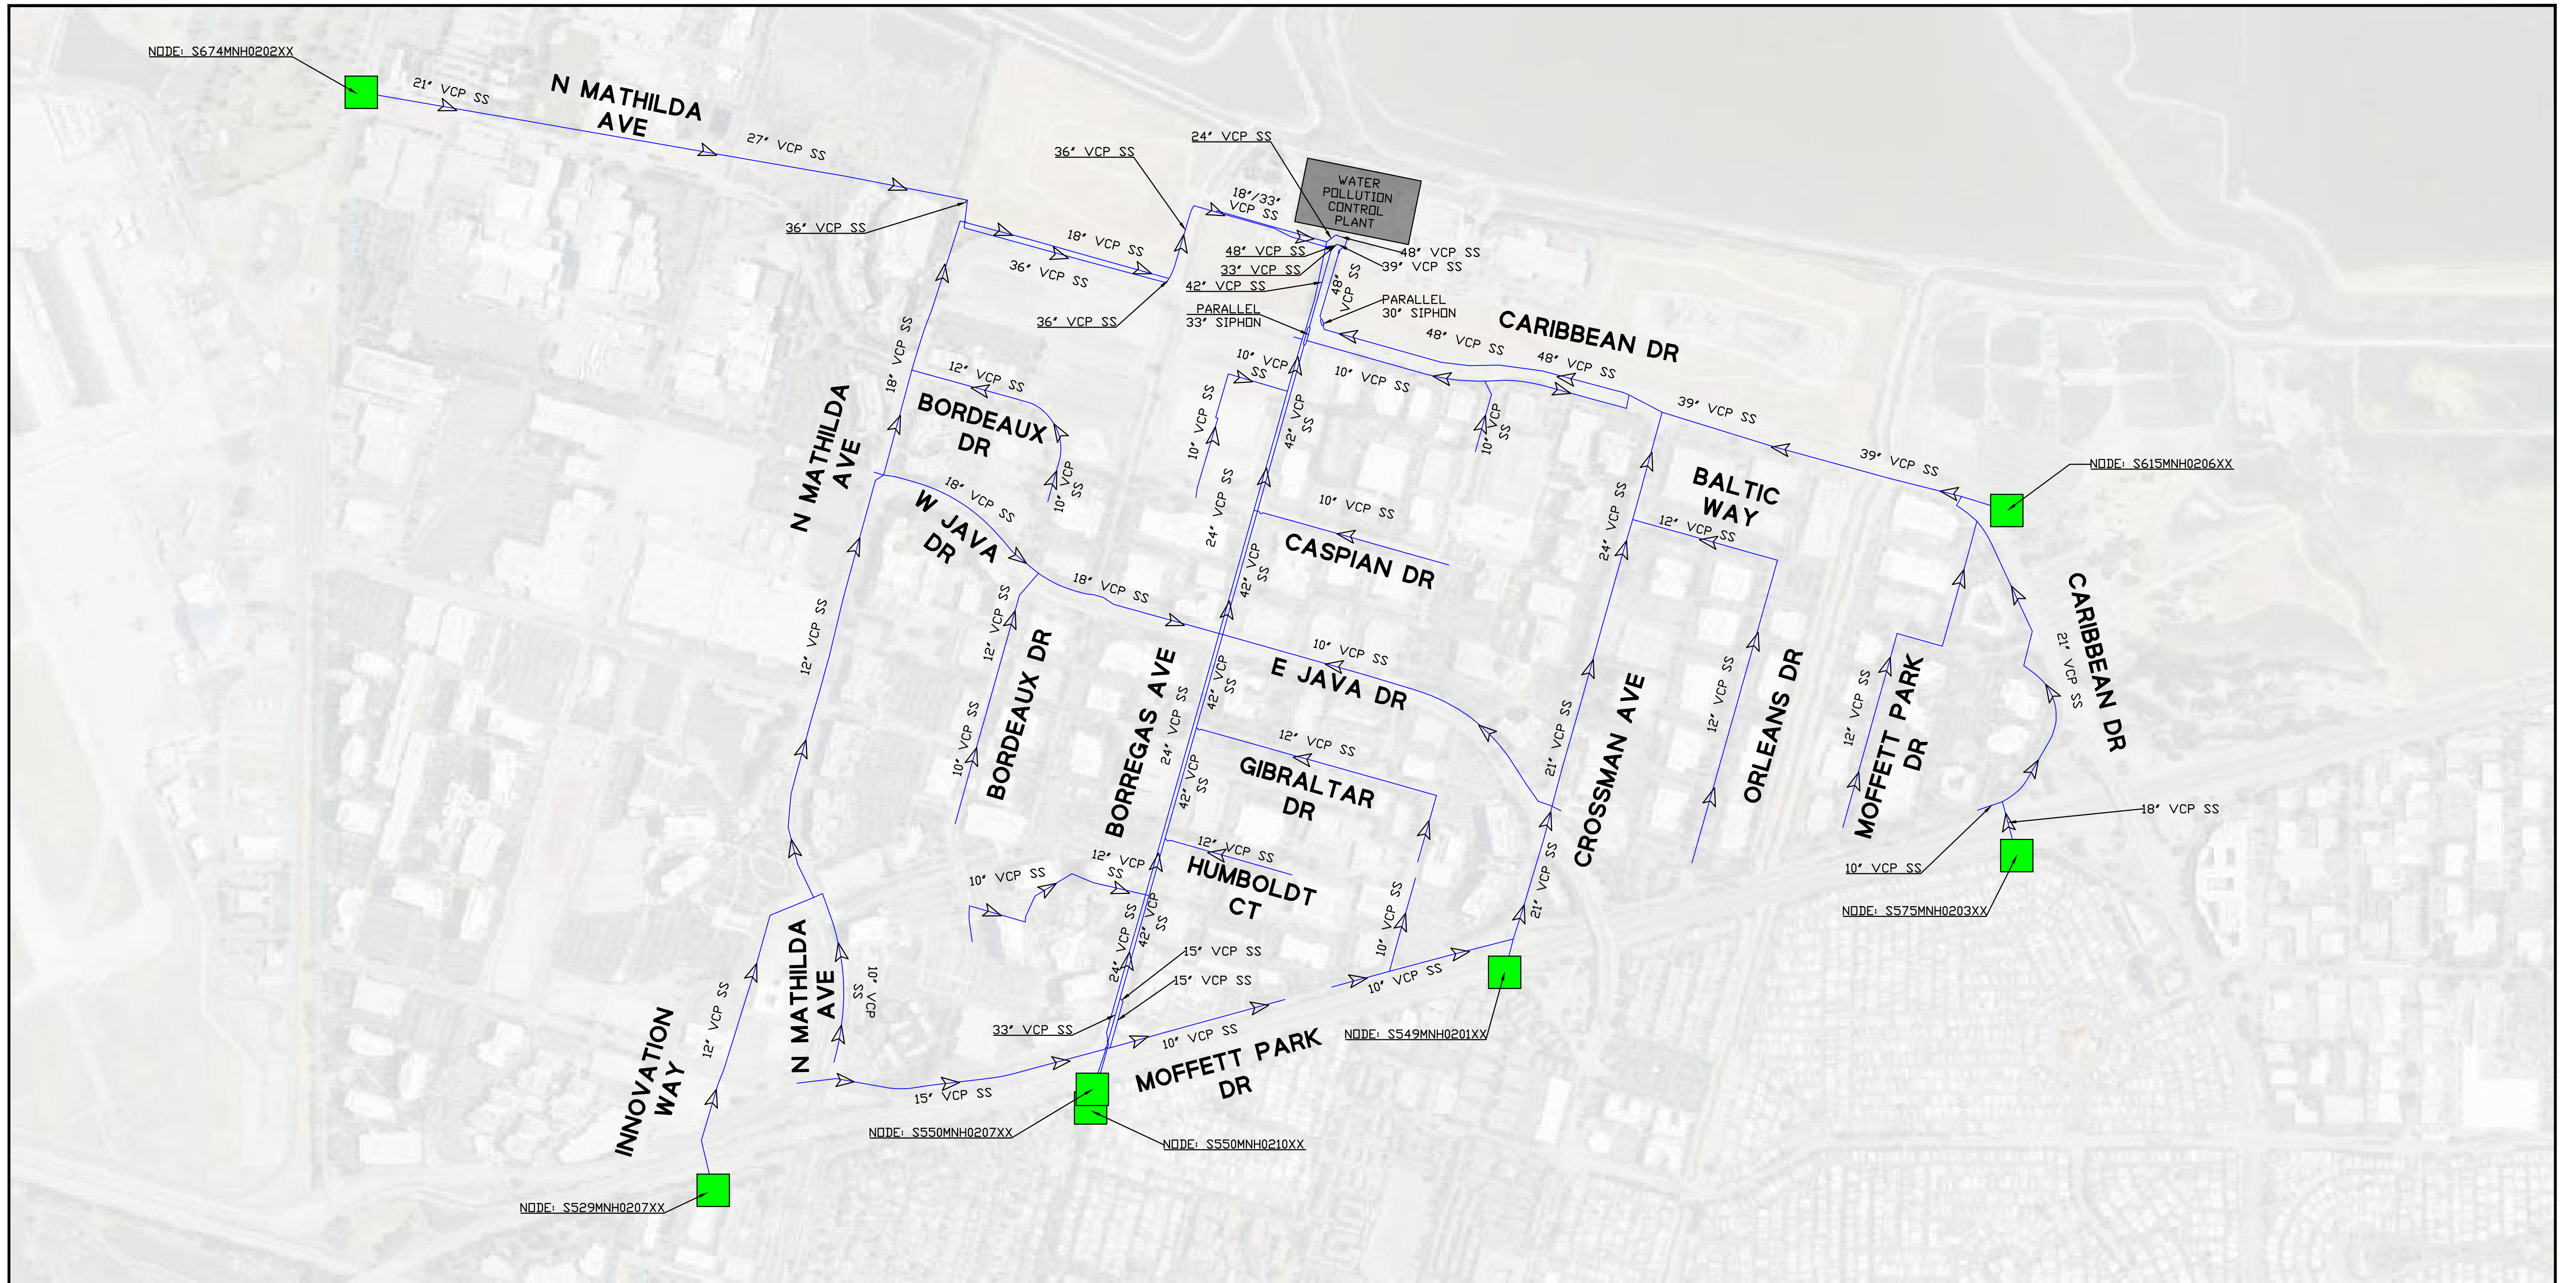 NODE: S674MNH0202XX
21" VCP SS
N MATHILDA
AVE
27" VCP SS
36" VCP SS
24" VCP SS
36" VCP SS
18"/33"
VCP SS
WATER
POLLUTION
CONTROL
PLANT
18" VCP SS
36" VCP SS
36" VCP SS
48" VCP SS
33" VCP SS
42" VCP SS
PARALLEL
33" SIPHON
48" VCP SS
39" VCP SS
48"
VCP SS
PARALLEL
30" SIPHON
CARIBBEAN DR
48" VCP SS
48" VCP SS
39" VCP SS
39" VCP SS
NODE: S615MNH0206XX
18" VCP SS
12" VCP SS
BORDEAUX
DR
10" VCP
SS
N MATHILDA
AVE
18" VCP SS
W JAVA
DR
10" VCP
SS
10" VCP SS
10" VCP SS
10" VCP
SS
42" VCP
SS
24" VCP SS
10" VCP SS
CASPIAN DR
24" VCP SS
BALTIC
WAY
12" VCP SS
12" VCP SS
18" VCP SS
12" VCP SS
BORDEAUX DR
10" VCP SS
42" VCP
SS
10" VCP SS
E JAVA DR
BORREGAS AVE
42" VCP
SS
24" VCP SS
42" VCP
SS
12" VCP SS
GIBRALTAR
DR
21" VCP SS
CROSSMAN AVE
12" VCP SS
ORLEANS DR
12" VCP SS
MOFFETT PARK
DR
CARIBBEAN DR
21" VCP SS
18" VCP SS
10" VCP SS
NODE: S575MNH0203XX
12" VCP SS
HUMBOLDT
CT
12" VCP
SS
10" VCP SS
24" VCP SS
42" VCP
SS
10" VCP SS
21" VCP SS
15" VCP SS
15" VCP SS
33" VCP SS
10" VCP SS
10" VCP SS
MOFFETT PARK
DR
NODE: S549MNH0201XX
N MATHILDA
AVE
10" VCP
SS
12" VCP SS
INNOVATION
WAY
15" VCP SS
NODE: S550MNH0207XX
NODE: S550MNH0210XX
NODE: S529MNH0207XX